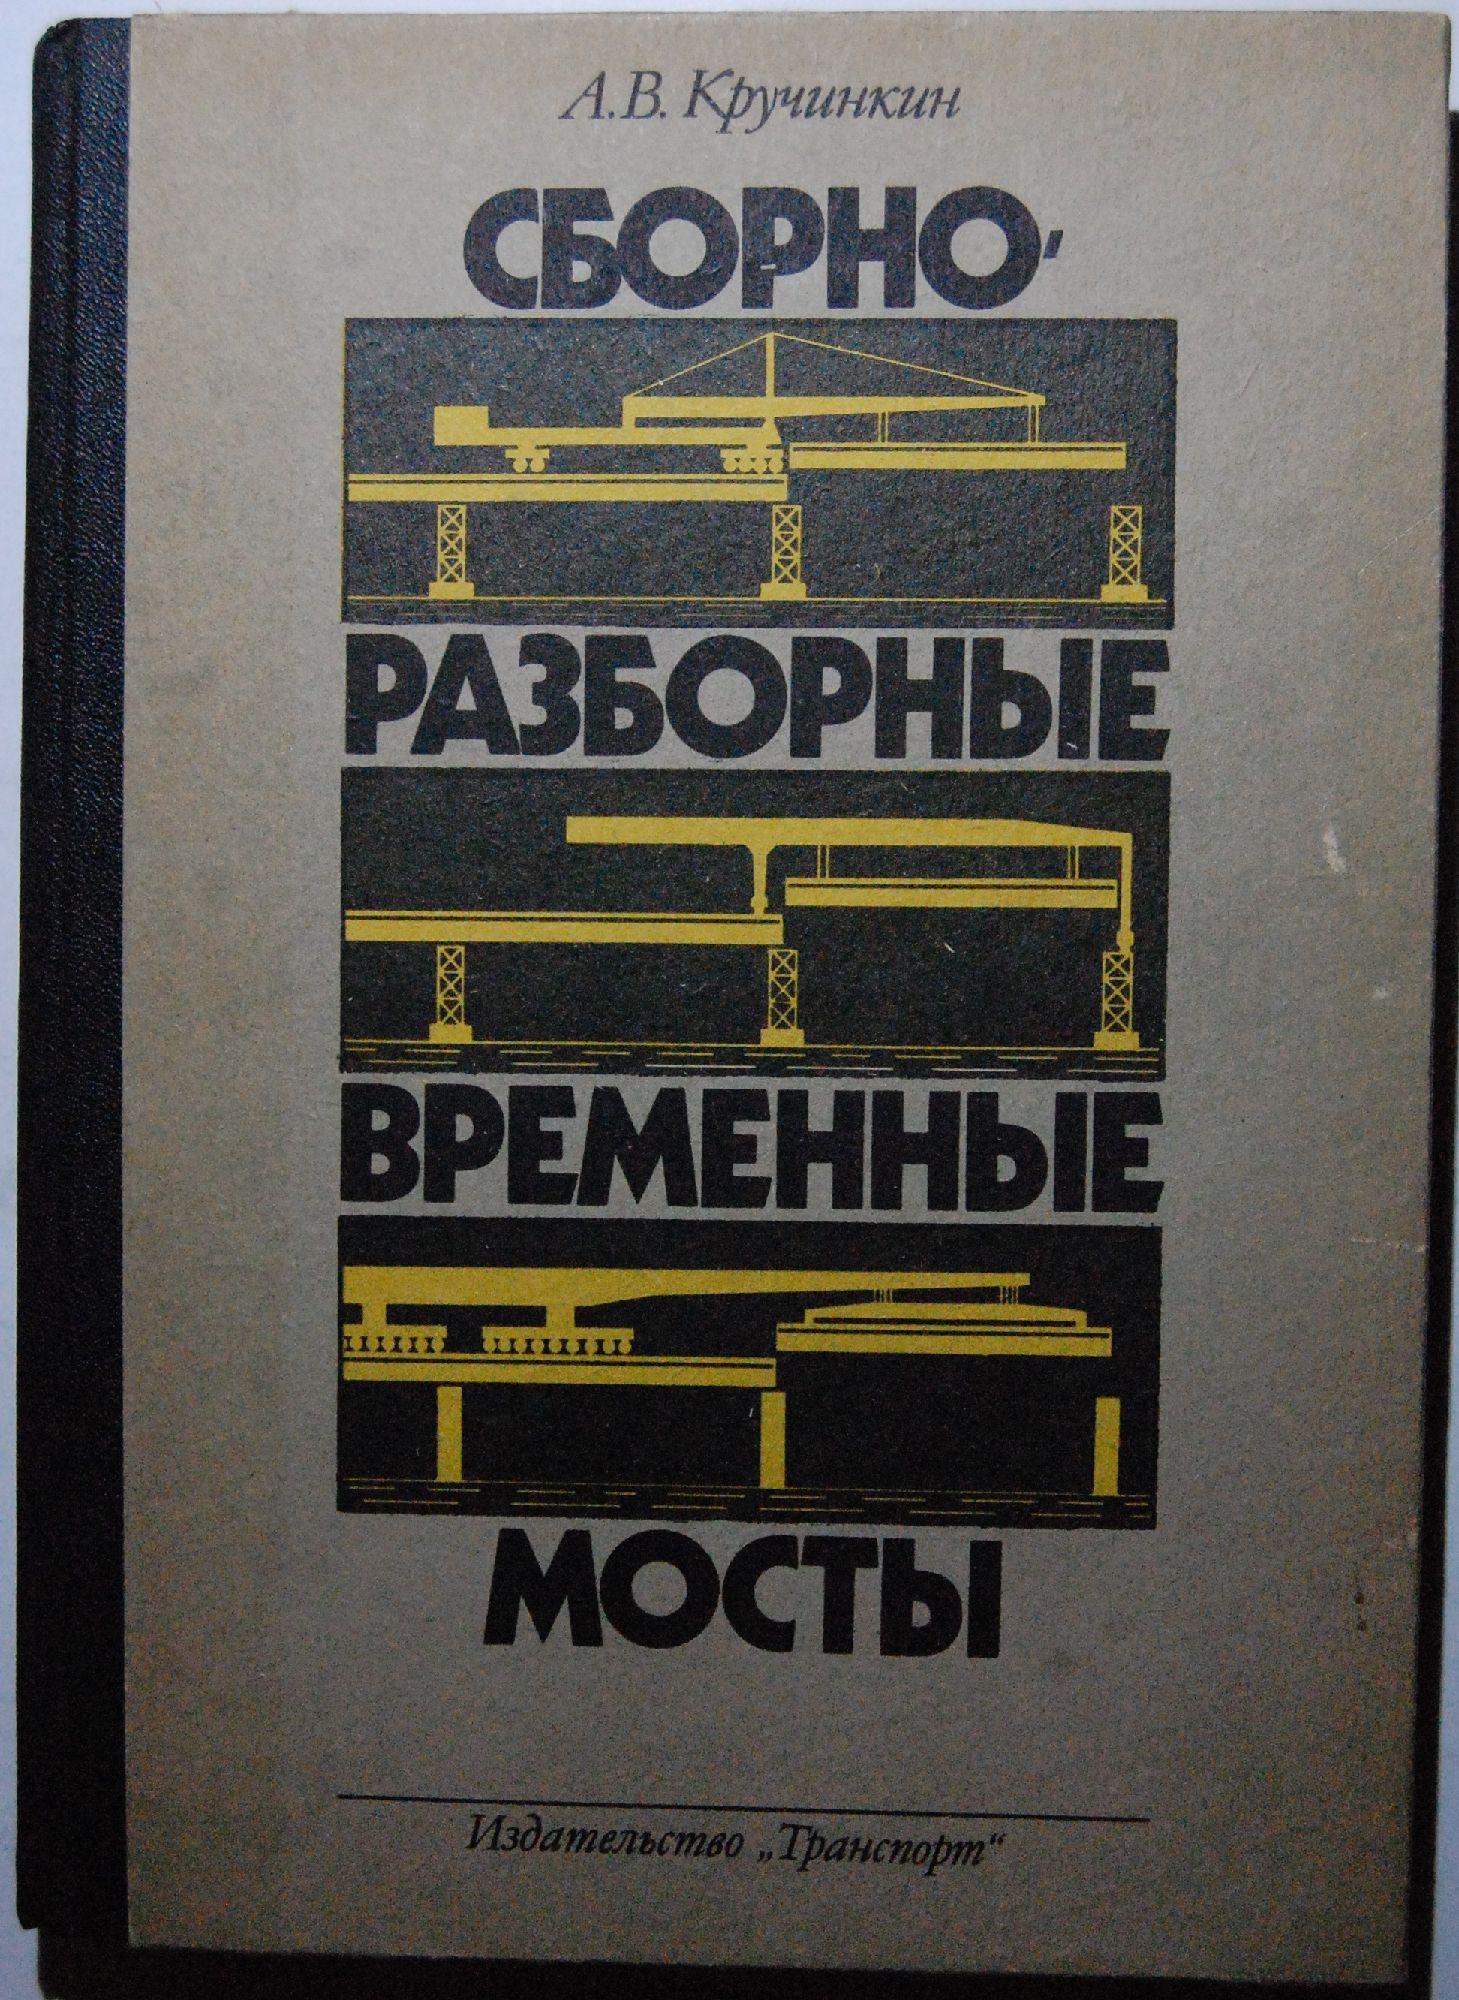 А.В. Кручинкин
СБОРНО-
РАЗБОРНЫЕ
ВРЕМЕННЫЕ
МОСТЫ
Издательство „Транспорт“